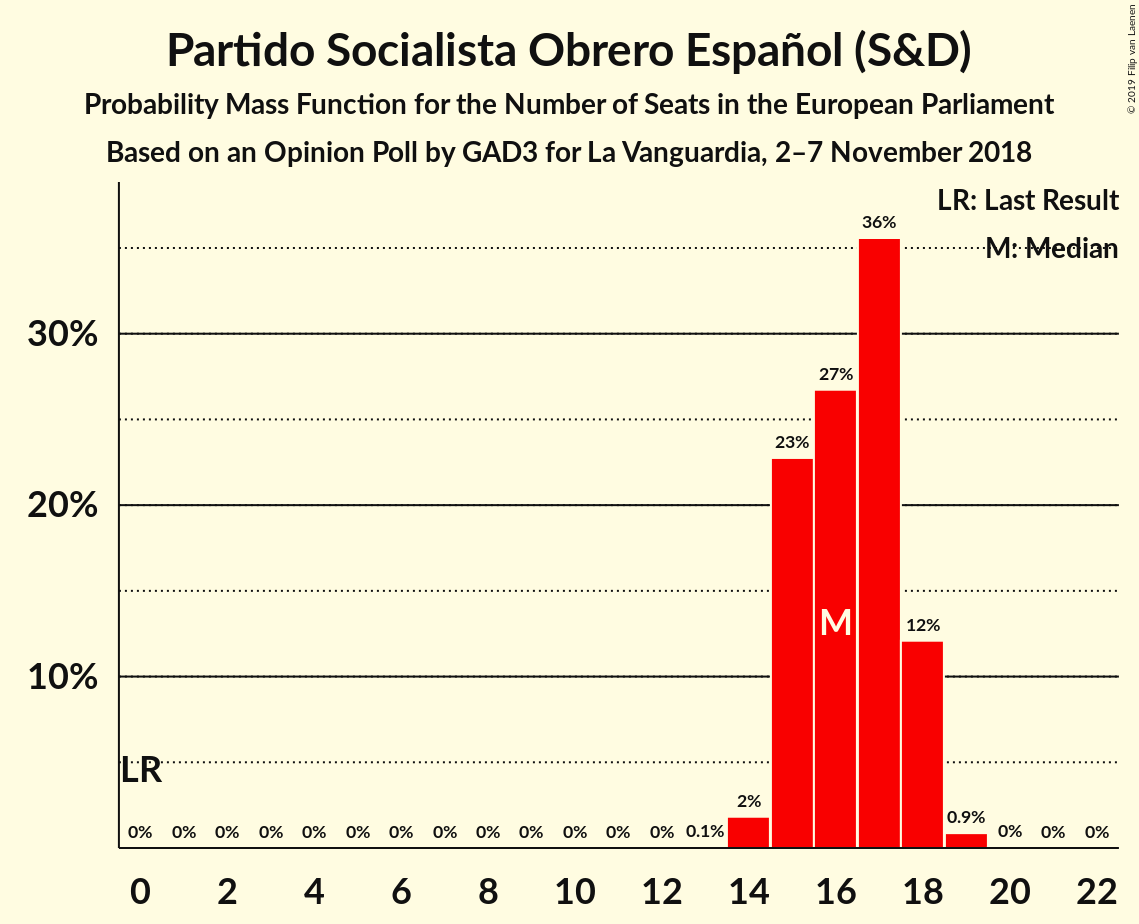 Partido Socialista Obrero Español (S&D)
Probability Mass Function for the Number of Seats in the European Parliament
Based on an Opinion Poll by GAD3 for La Vanguardia, 2–7 November 2018
© 2019 Filip van Laenen
LR: Last Result
M: Median
36%
30%
27%
23%
20%
M
12%
10%
LR
2%
0.9%
0% 0% 0% 0% 0% 0% 0% 0% 0% 0% 0% 0% 0% 0.1% 0% 0% 0%
0 2 4 6 8 10 12 14 16 18 20 22